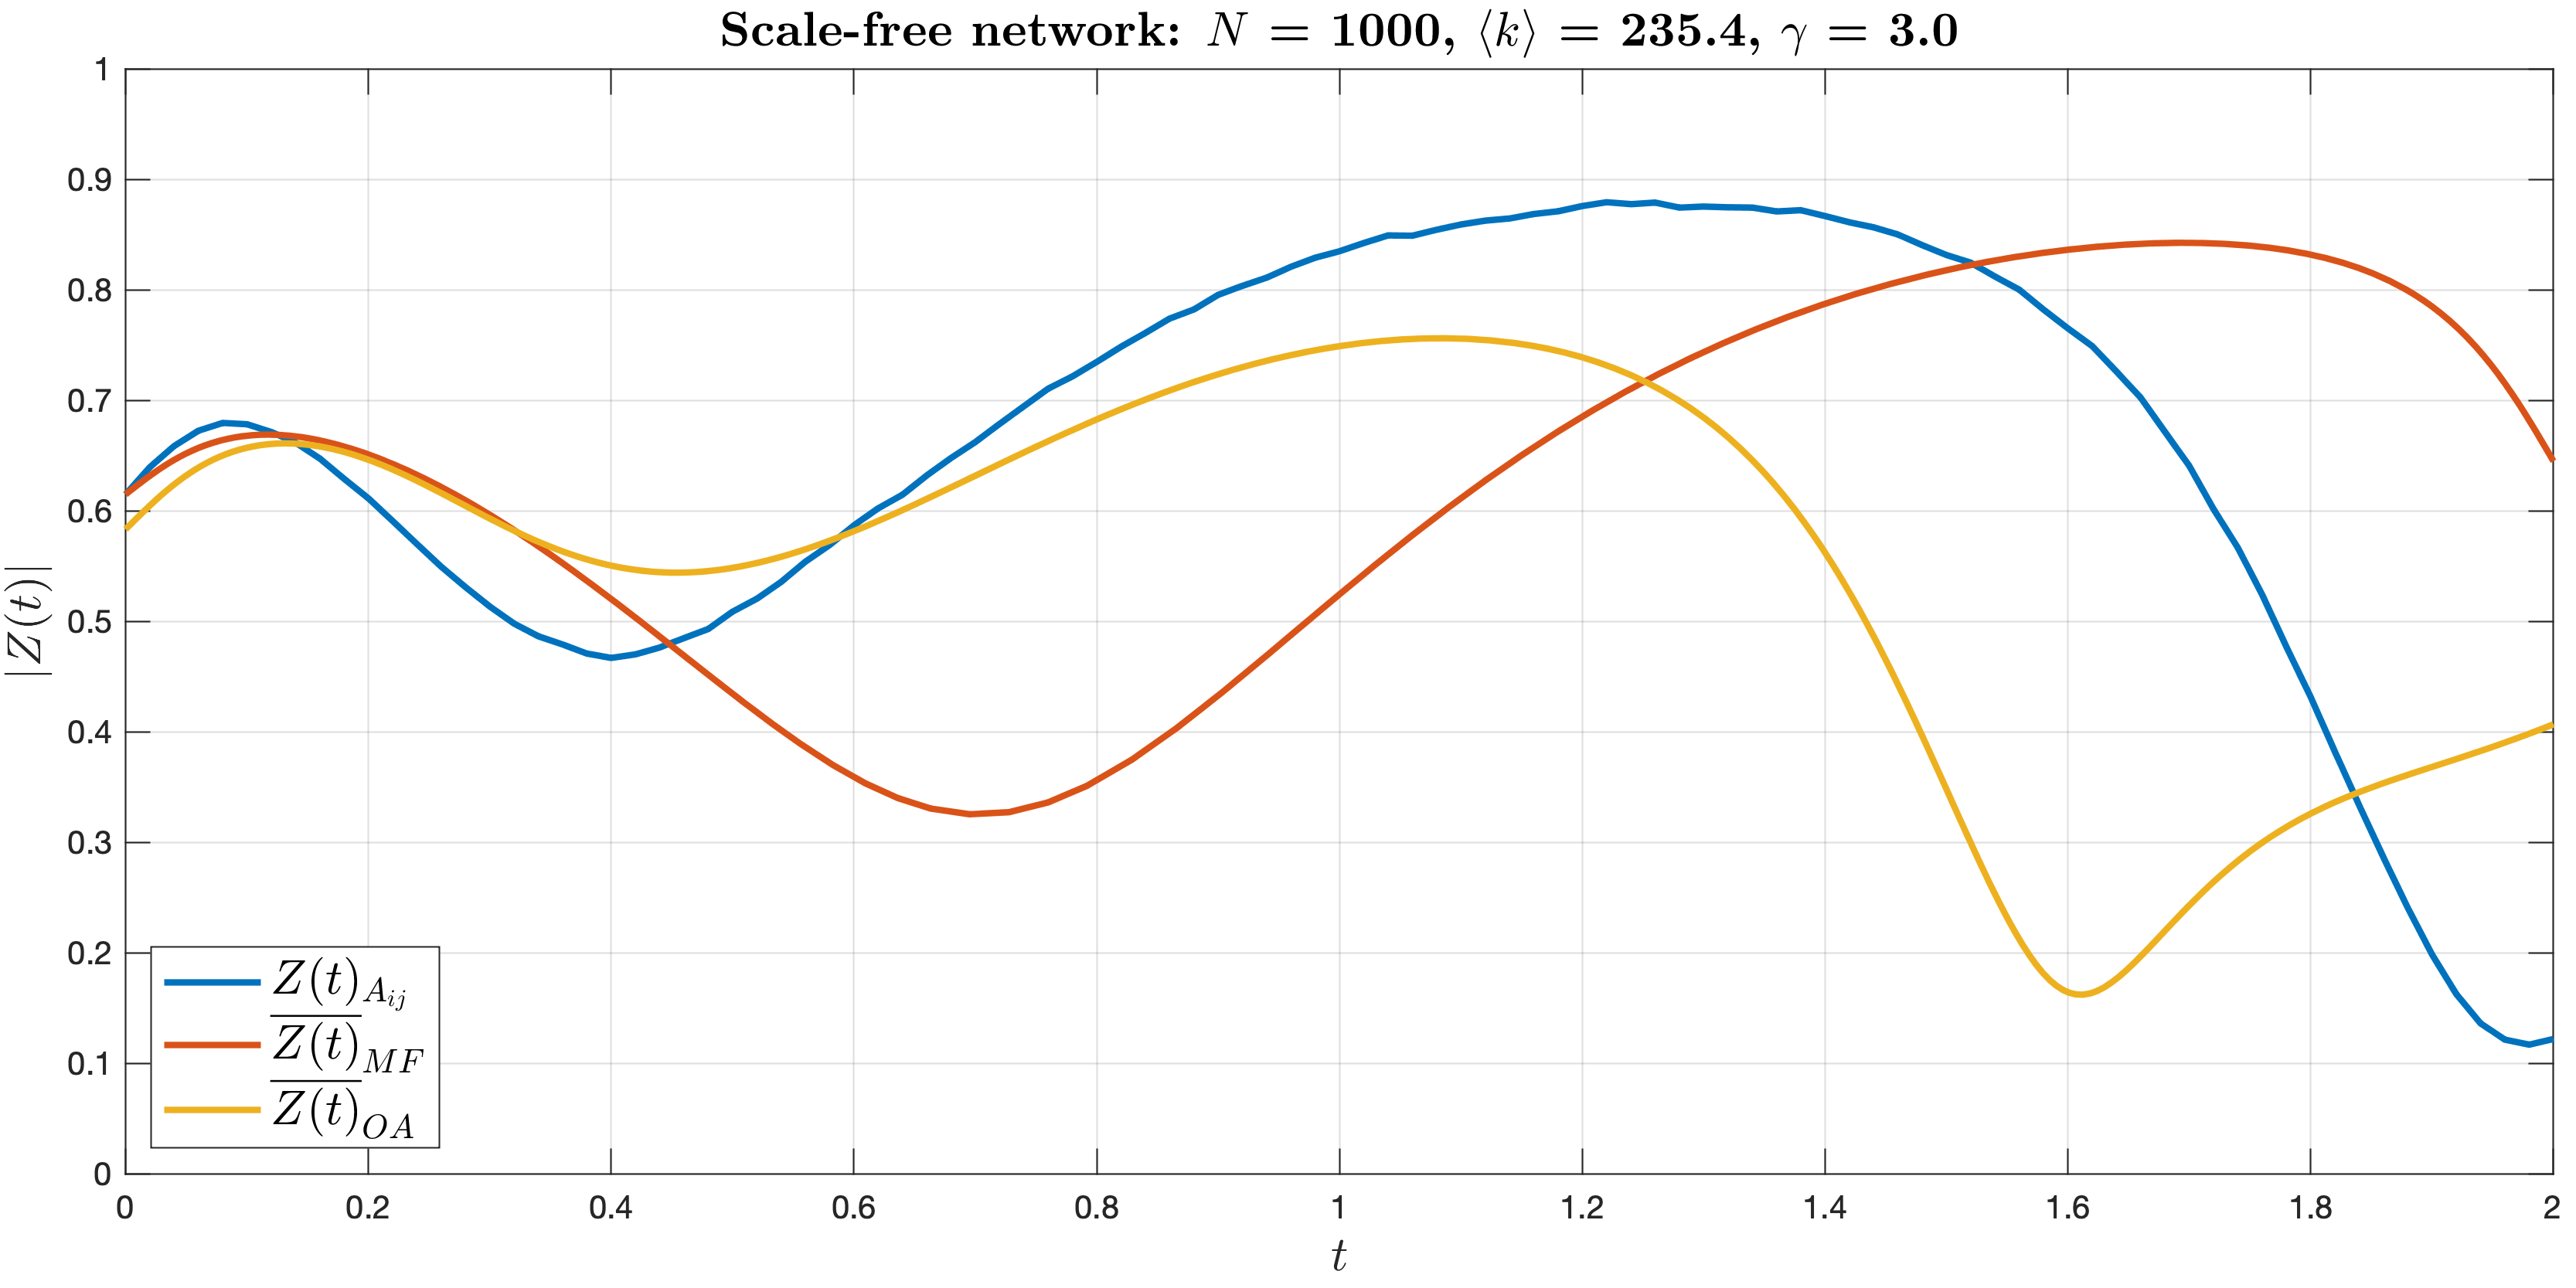 Scale-free network: N = 1000, ⟨k⟩ = 235.4, γ = 3.0
|Z(t)|
1
0.9
0.8
0.7
0.6
0.5
0.4
0.3
0.2
0.1
0
Z(t)_{A_{ij}}
\overline{Z(t)}_{MF}
\overline{Z(t)}_{OA}
0 0.2 0.4 0.6 0.8 1 1.2 1.4 1.6 1.8 2
t